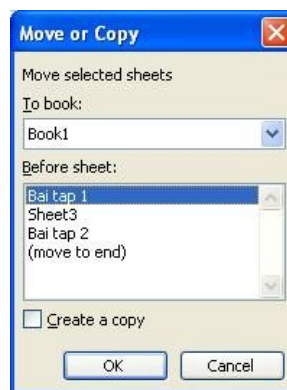 Move or Copy
Move selected sheets
To book:
Book1
Before sheet:
Bai tap 1
Sheet3
Bai tap 2
(move to end)
Create a copy
OK
Cancel